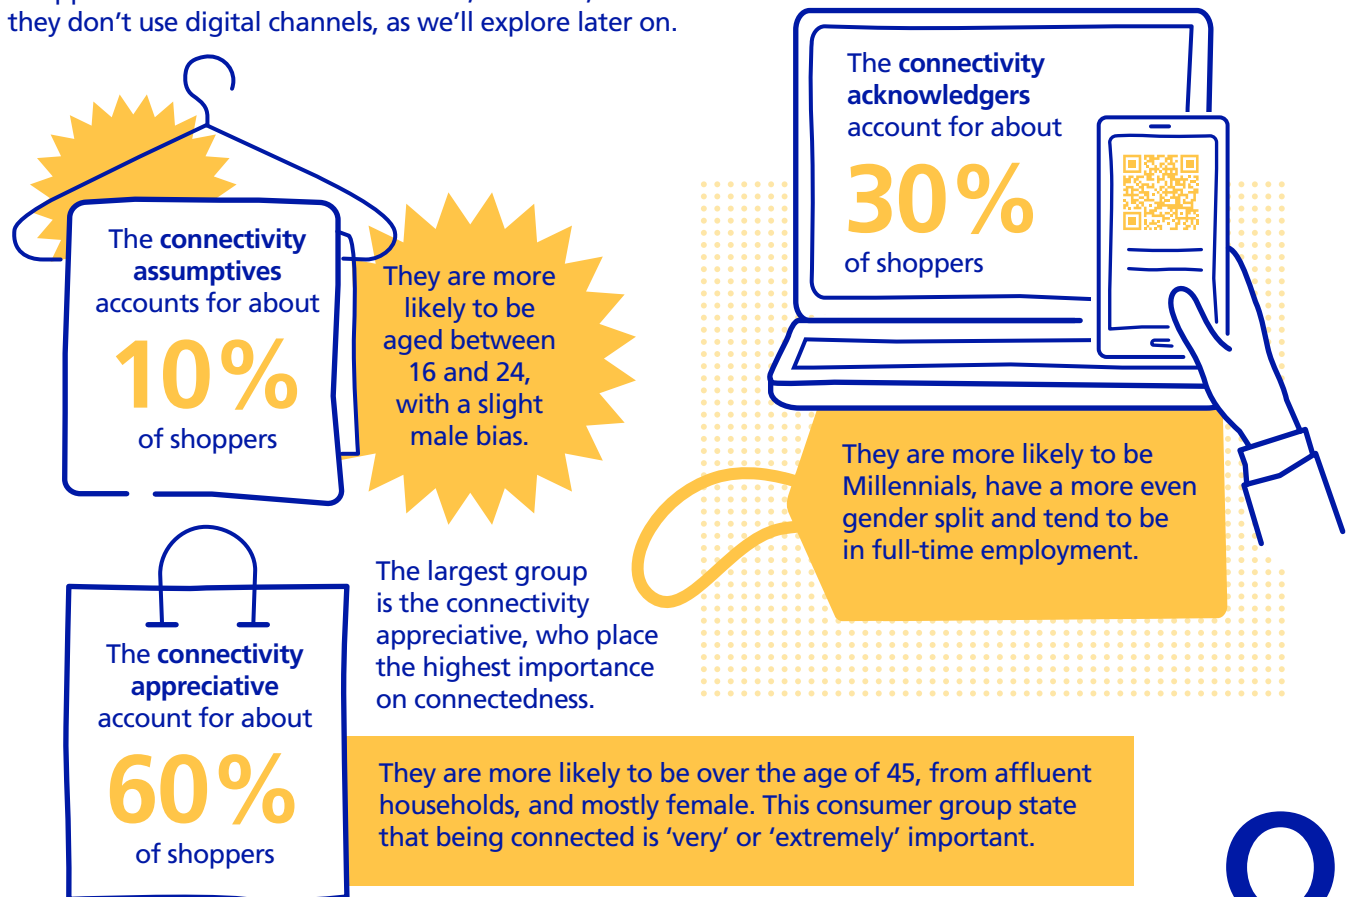 they don’t use digital channels, as we’ll explore later on.
The connectivity
assumptives
accounts for about
10%
of shoppers
They are more
likely to be
aged between
16 and 24,
with a slight
male bias.
The connectivity
acknowledgers
account for about
30%
of shoppers
They are more likely to be
Millennials, have a more even
gender split and tend to be
in full-time employment.
The connectivity
appreciative
account for about
60%
of shoppers
The largest group
is the connectivity
appreciative, who place
the highest importance
on connectedness.
They are more likely to be over the age of 45, from affluent
households, and mostly female. This consumer group state
that being connected is ‘very’ or ‘extremely’ important.